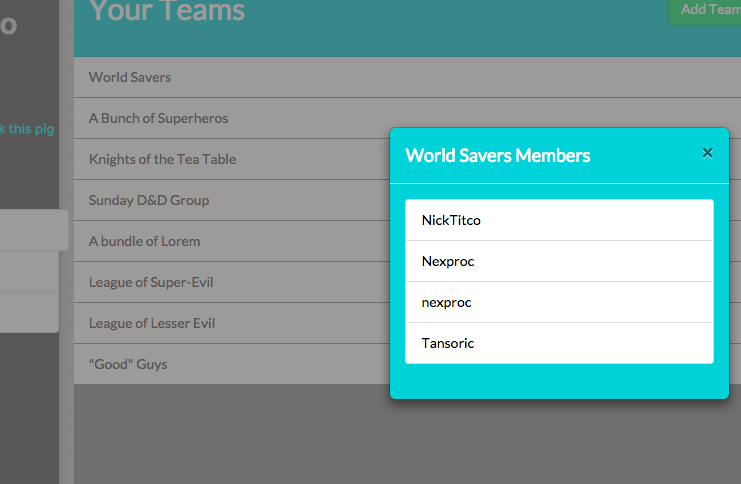 o
Your Teams
Add Team
k this pig
World Savers
A Bunch of Superheros
Knights of the Tea Table
Sunday D&D Group
A bundle of Lorem
League of Super-Evil
League of Lesser Evil
"Good" Guys
World Savers Members
×
NickTitco
Nexproc
nexproc
Tansoric